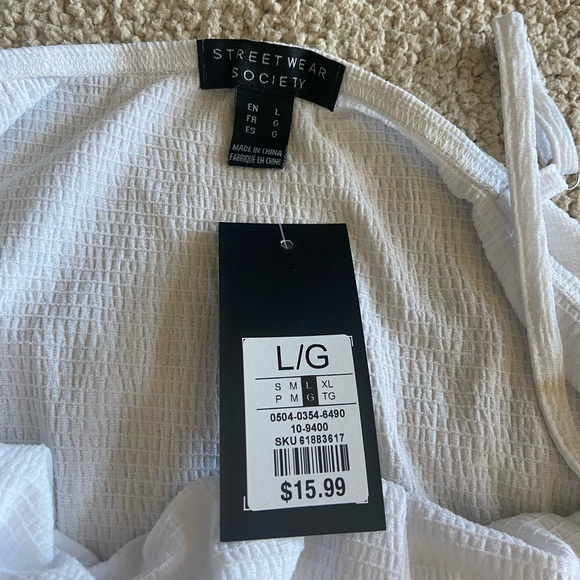 STREETWEAR
SOCIETY
EN L
FR G
ES G
MADE IN CHINA
FABRIQUÉ EN CHINE
L/G
S M L XL
P M G TG
0504-0354-6490
10-9400
SKU 61883617
$15.99